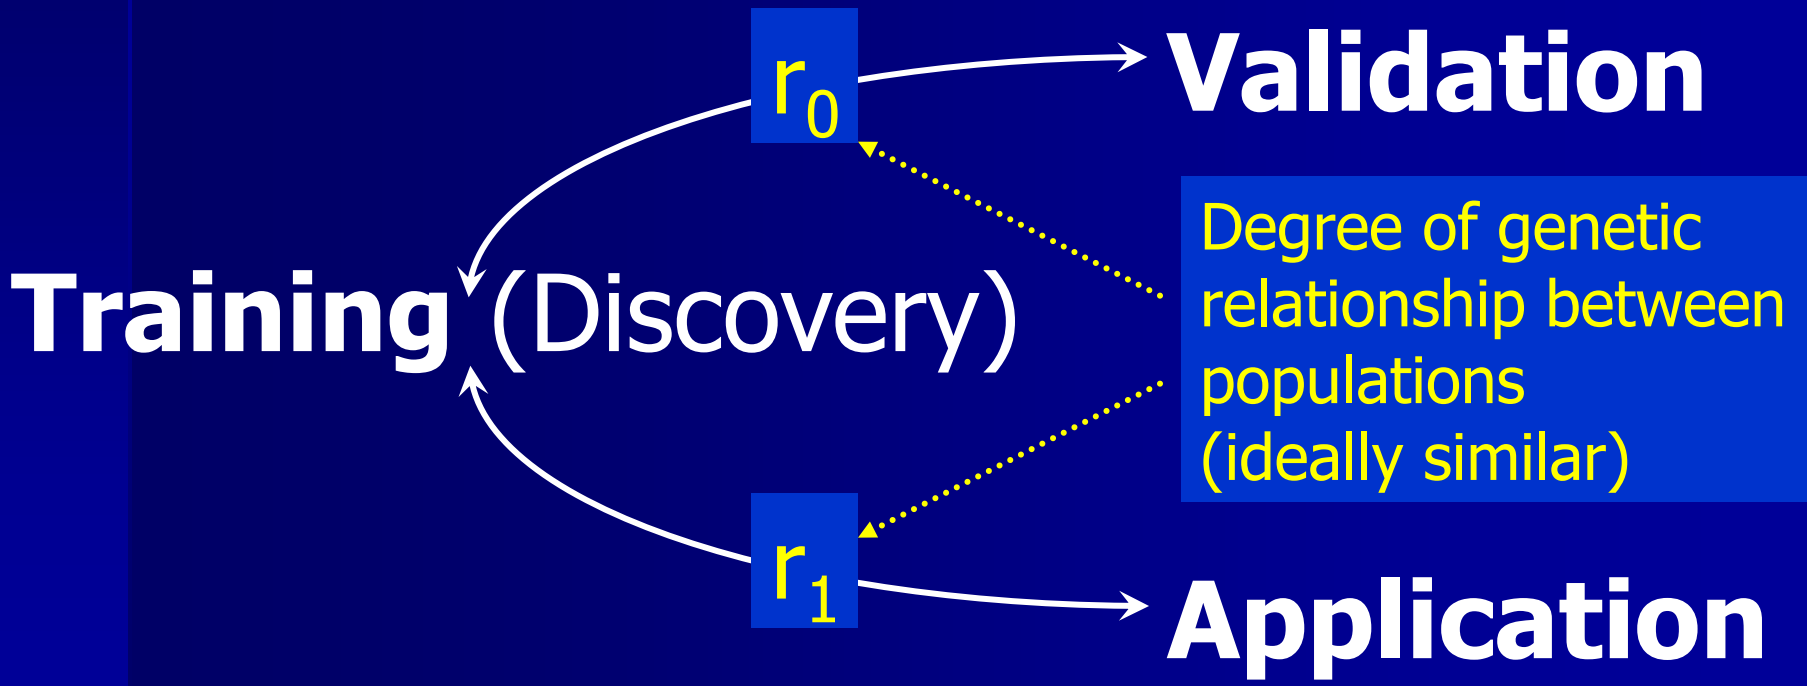 r₀
Validation
Degree of genetic
relationship between
populations
(ideally similar)
Training (Discovery)
r₁
Application